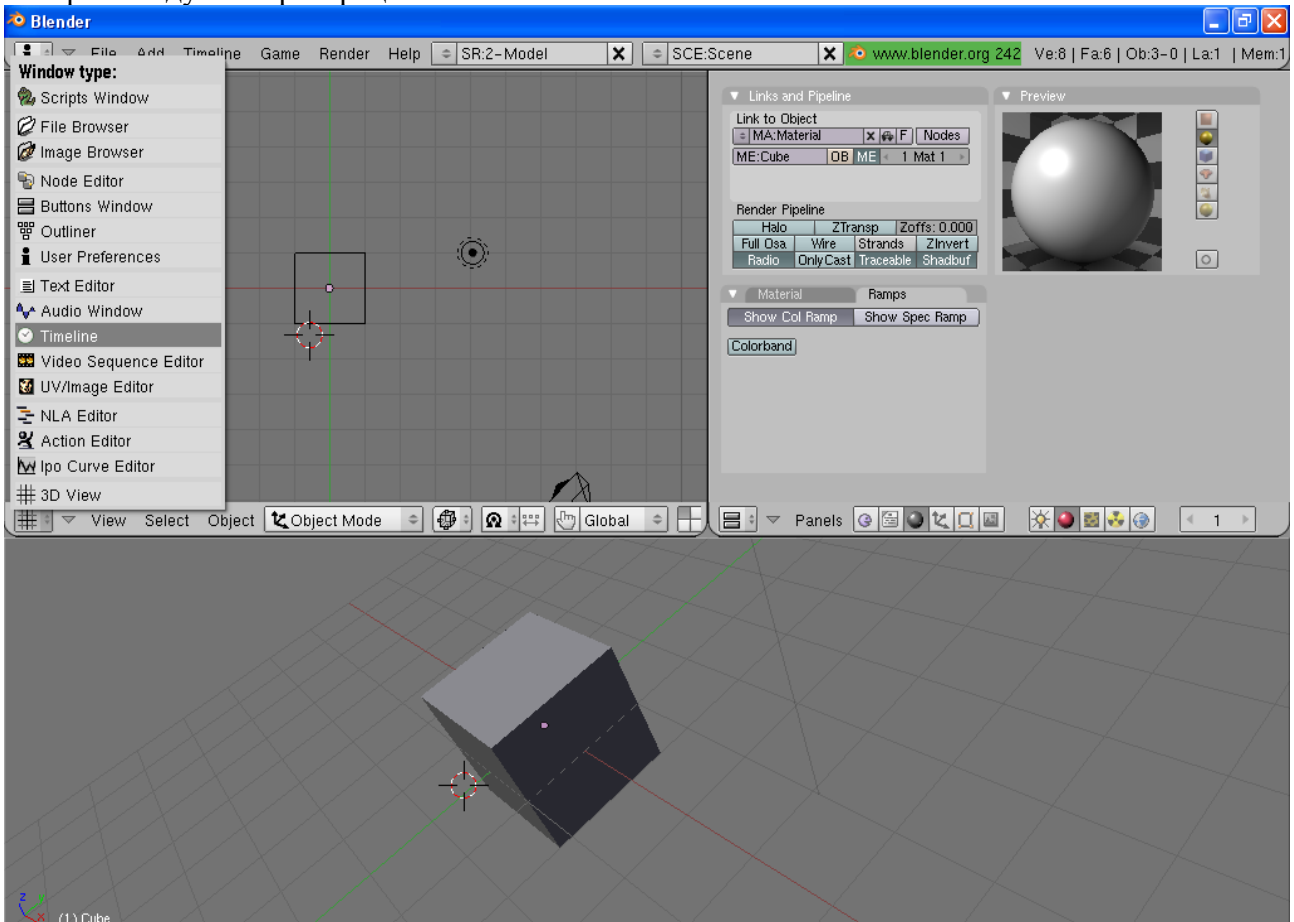 Blender
File Add Timeline Game Render Help SR:2-Model SCE:Scene www.blender.org 242 Ve:8 | Fa:6 | Ob:3-0 | La:1 | Mem:1
Window type:
Scripts Window
File Browser
Image Browser
Node Editor
Buttons Window
Outliner
User Preferences
Text Editor
Audio Window
Timeline
Video Sequence Editor
UV/Image Editor
NLA Editor
Action Editor
Ipo Curve Editor
3D View
View Select Object Object Mode Global
Links and Pipeline
Link to Object
MA:Material F Nodes
ME:Cube OB ME 1 Mat 1
Render Pipeline
Halo ZTransp Zoffs: 0.000
Full Osa Wire Strands ZInvert
Radio OnlyCast Traceable Shadbuf
Preview
Material Ramps
Show Col Ramp Show Spec Ramp
Colorband
Panels 1
z
x
(1) Cube